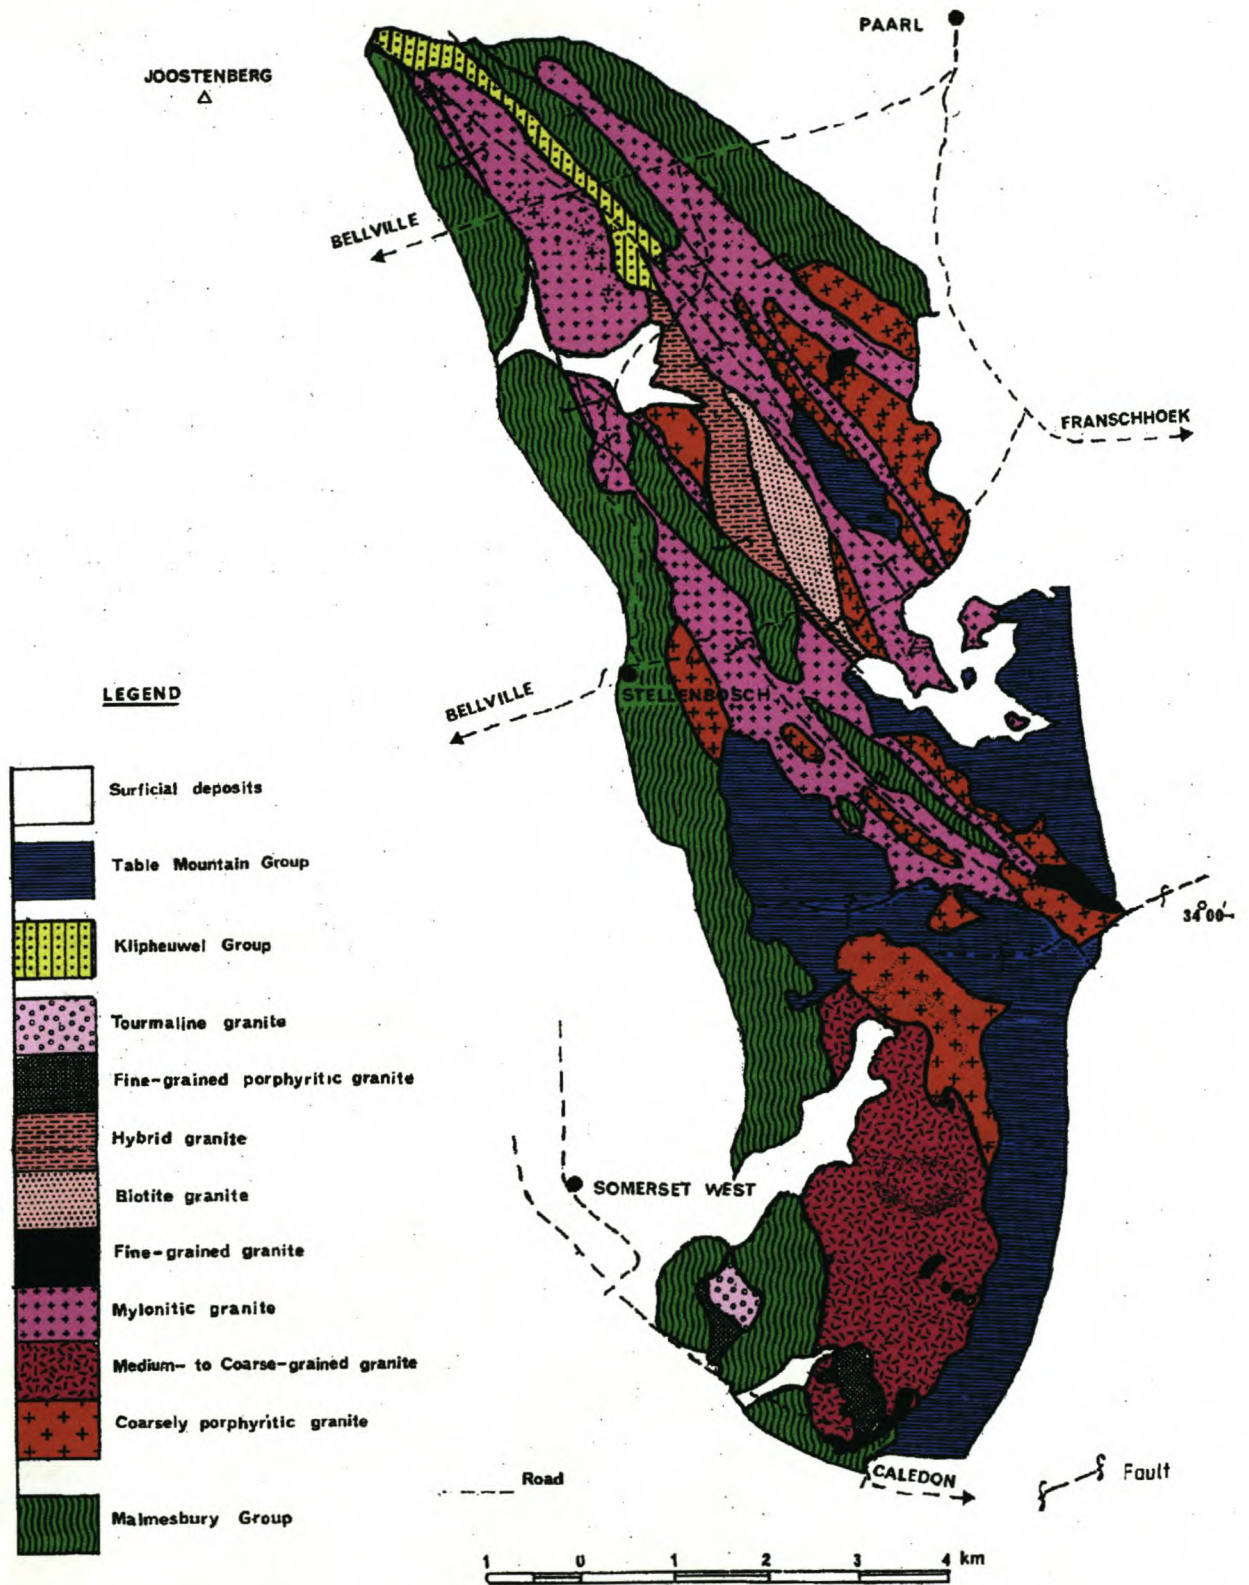 PAARL
JOOSTENBERG
BELLVILLE
FRANSCHHOEK
LEGEND
BELLVILLE
STELLENBOSCH
Surficial deposits
Table Mountain Group
34°00'
Klipheuwel Group
Tourmaline granite
Fine-grained porphyritic granite
Hybrid granite
Biotite granite
SOMERSET WEST
Fine-grained granite
Mylonitic granite
Medium- to Coarse-grained granite
Coarsely porphyritic granite
Road
CALEDON
Fault
Malmesbury Group
1 0 1 2 3 4 km